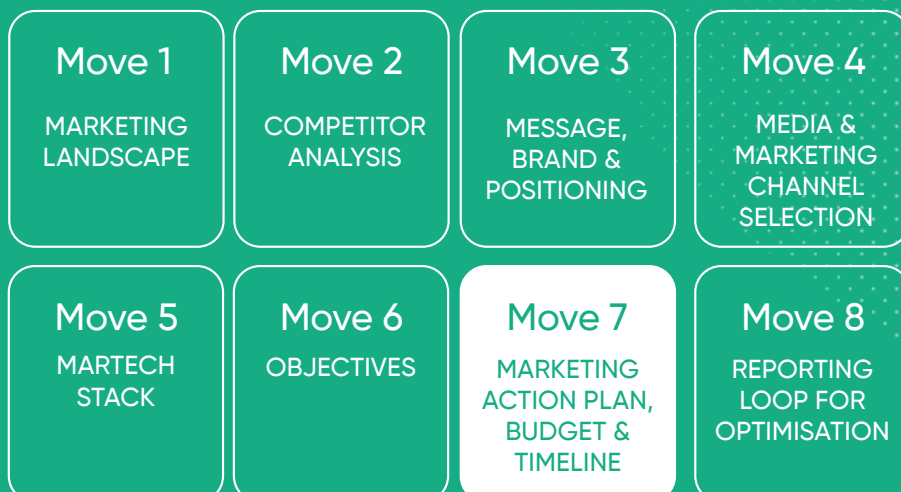 Move 1
MARKETING
LANDSCAPE
Move 2
COMPETITOR
ANALYSIS
Move 3
MESSAGE,
BRAND &
POSITIONING
Move 4
MEDIA &
MARKETING
CHANNEL
SELECTION
Move 5
MARTECH
STACK
Move 6
OBJECTIVES
Move 7
MARKETING
ACTION PLAN,
BUDGET &
TIMELINE
Move 8
REPORTING
LOOP FOR
OPTIMISATION